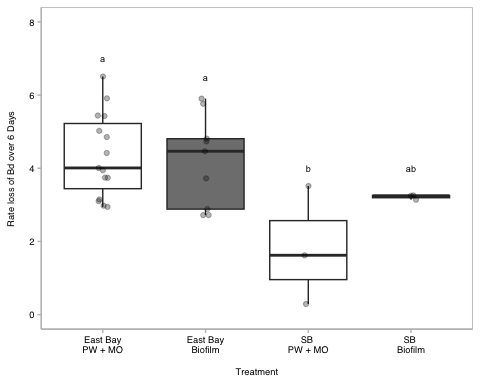 Rate loss of Bd over 6 Days
8
6
4
2
0
a
a
b
ab
East Bay
PW + MO
East Bay
Biofilm
SB
PW + MO
SB
Biofilm
Treatment